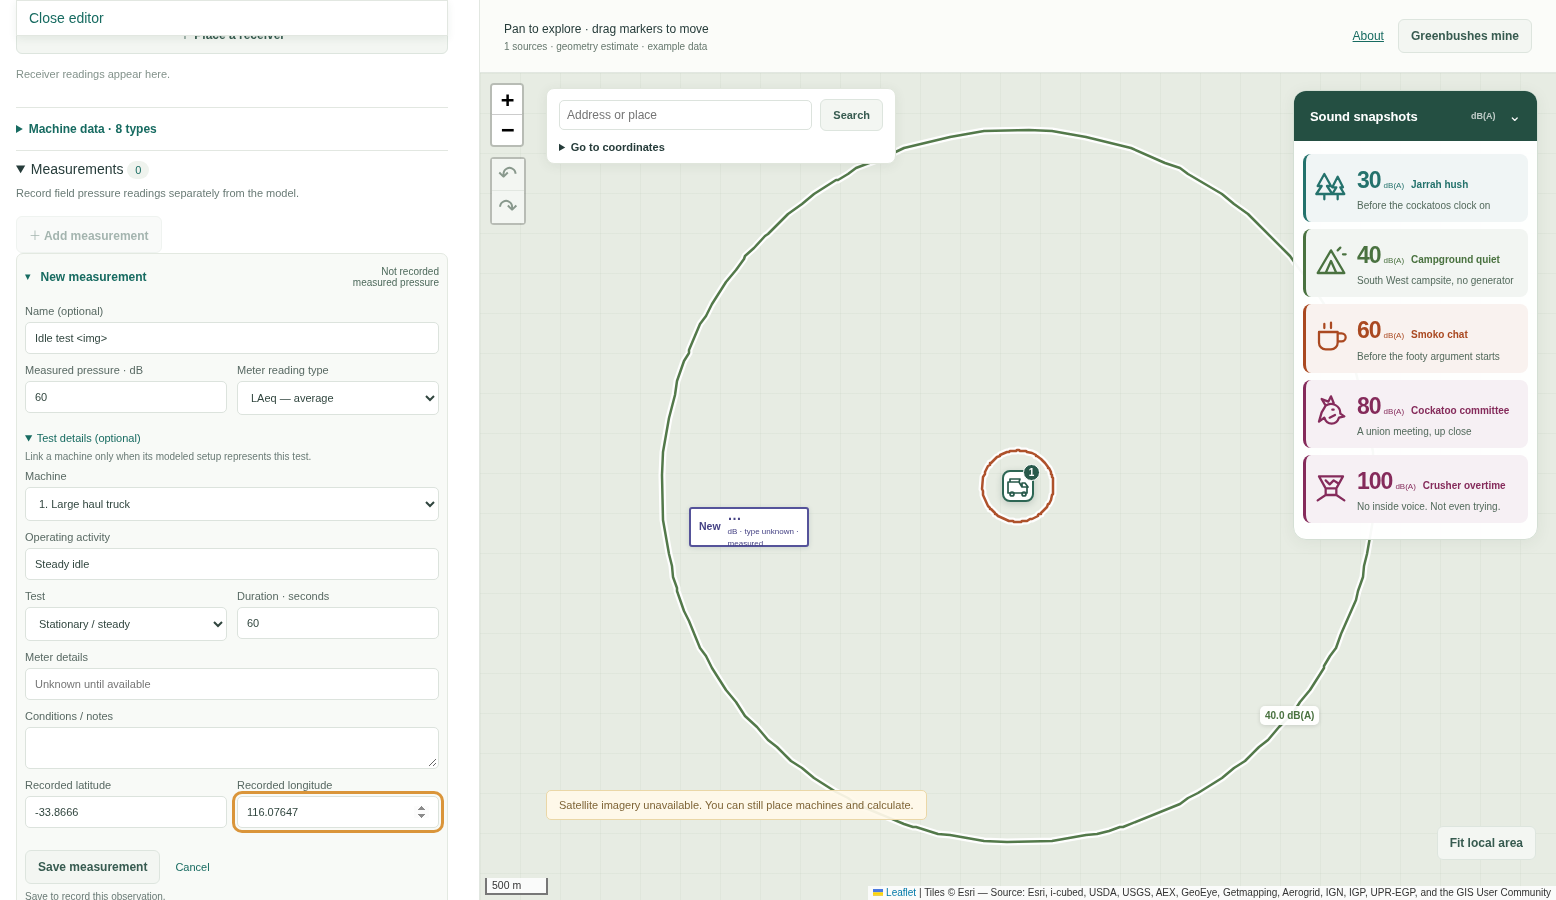 Close editor
Place a receiver
Receiver readings appear here.
Machine data · 8 types
Measurements 0
Record field pressure readings separately from the model.
+ Add measurement
New measurement
Not recorded
measured pressure
Name (optional)
Idle test <img>
Measured pressure · dB
Meter reading type
60
LAeq — average
Test details (optional)
Link a machine only when its modeled setup represents this test.
Machine
1. Large haul truck
Operating activity
Steady idle
Test
Duration · seconds
Stationary / steady
60
Meter details
Unknown until available
Conditions / notes
Recorded latitude
Recorded longitude
-33.8666
116.07647
Save measurement
Cancel
Save to record this observation.
Pan to explore · drag markers to move
1 sources · geometry estimate · example data
About
Greenbushes mine
+
−
Address or place
Search
Go to coordinates
Sound snapshots
dB(A)
30 dB(A) Jarrah hush
Before the cockatoos clock on
40 dB(A) Campground quiet
South West campsite, no generator
60 dB(A) Smoko chat
Before the footy argument starts
80 dB(A) Cockatoo committee
A union meeting, up close
100 dB(A) Crusher overtime
No inside voice. Not even trying.
1
New
...
dB · type unknown ·
measured
40.0 dB(A)
Satellite imagery unavailable. You can still place machines and calculate.
Fit local area
500 m
Leaflet | Tiles © Esri — Source: Esri, i-cubed, USDA, USGS, AEX, GeoEye, Getmapping, Aerogrid, IGN, IGP, UPR-EGP, and the GIS User Community